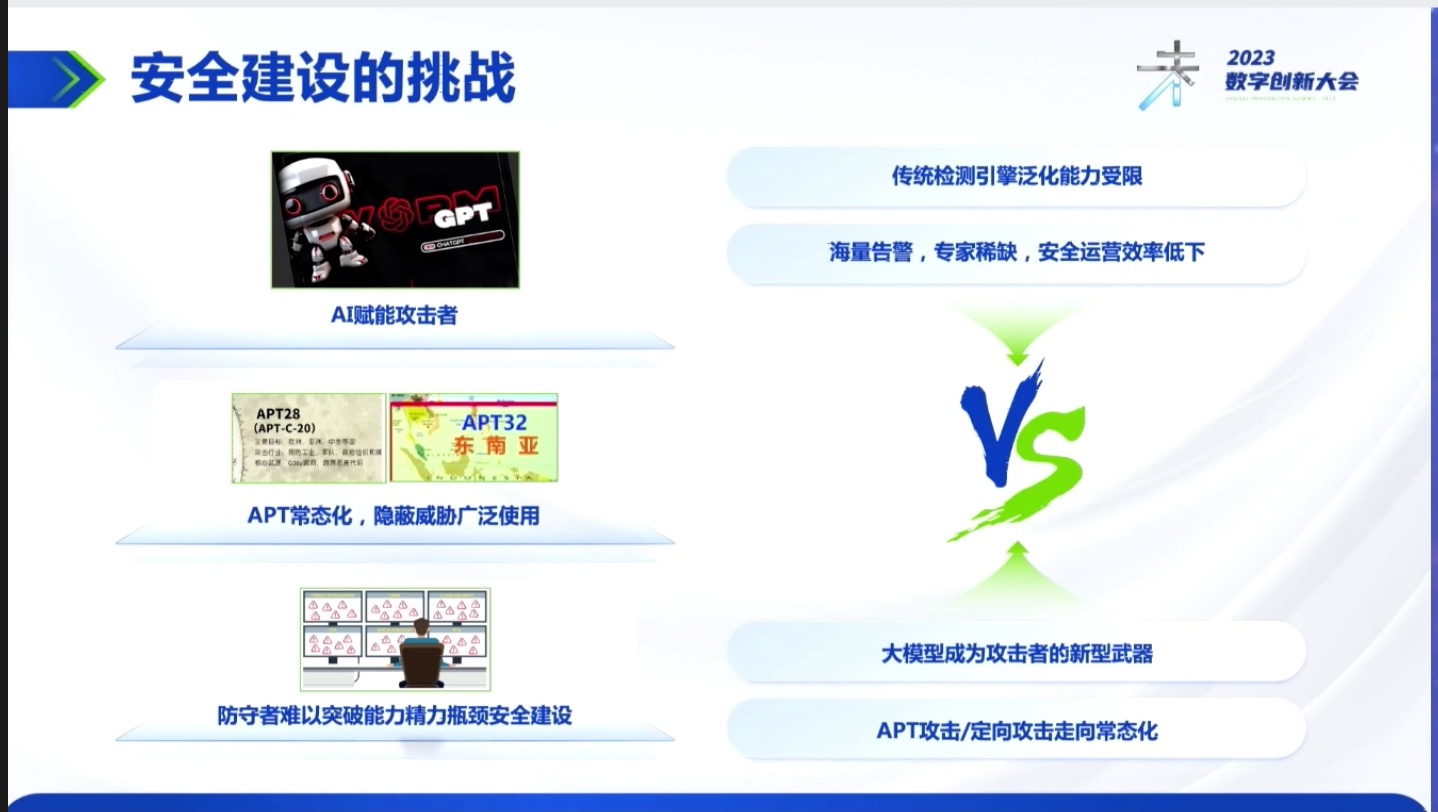 安全建设的挑战
2023
数字创新大会
WORM
GPT
CHATGPT
AI赋能攻击者
APT28
(APT-C-20)
APT32
东南亚
INDONESIA
APT常态化，隐蔽威胁广泛使用
防守者难以突破能力精力瓶颈安全建设
传统检测引擎泛化能力受限
海量告警，专家稀缺，安全运营效率低下
VS
大模型成为攻击者的新型武器
APT攻击/定向攻击走向常态化